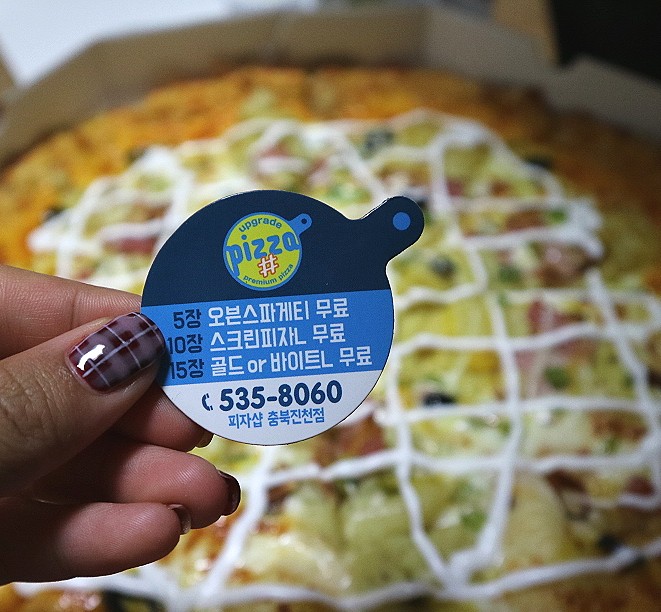 upgrade
pizza
#
premium pizza
5장 오븐스파게티 무료
10장 스크린피자L 무료
15장 골드 or 바이트L 무료
535-8060
피자샵 충북진천점